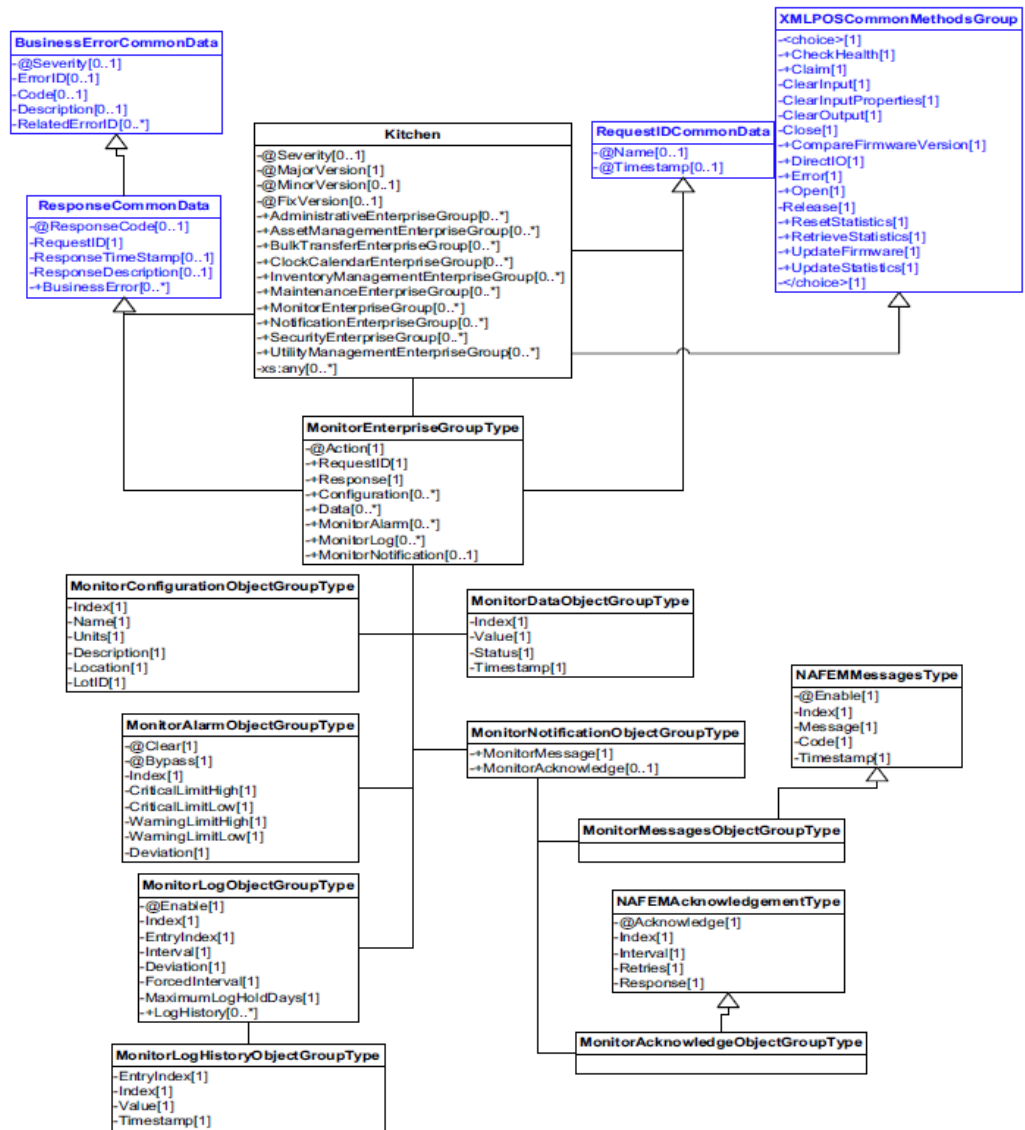 BusinessErrorCommonData
-@Severity[0..1]
-ErrorID[0..1]
-Code[0..1]
-Description[0..1]
-RelatedErrorID[0..*]
XMLPOSCommonMethodsGroup
-<choice>[1]
-+CheckHealth[1]
-+Claim[1]
-ClearInput[1]
-ClearInputProperties[1]
-ClearOutput[1]
-Close[1]
-+CompareFirmwareVersion[1]
-+DirectIO[1]
-+Error[1]
-+Open[1]
-Release[1]
-+ResetStatistics[1]
-+RetrieveStatistics[1]
-+UpdateFirmware[1]
-+UpdateStatistics[1]
-</choice>[1]
Kitchen
-@Severity[0..1]
-@MajorVersion[1]
-@MinorVersion[0..1]
-@FixVersion[0..1]
-+AdministrativeEnterpriseGroup[0..*]
-+AssetManagementEnterpriseGroup[0..*]
-+BulkTransferEnterpriseGroup[0..*]
-+ClockCalendarEnterpriseGroup[0..*]
-+InventoryManagementEnterpriseGroup[0..*]
-+MaintenanceEnterpriseGroup[0..*]
-+MonitorEnterpriseGroup[0..*]
-+NotificationEnterpriseGroup[0..*]
-+SecurityEnterpriseGroup[0..*]
-+UtilityManagementEnterpriseGroup[0..*]
-xs:any[0..*]
RequestIDCommonData
-@Name[0..1]
-@Timestamp[0..1]
ResponseCommonData
-@ResponseCode[0..1]
-RequestID[1]
-ResponseTimeStamp[0..1]
-ResponseDescription[0..1]
-+BusinessError[0..*]
MonitorEnterpriseGroupType
-@Action[1]
-+RequestID[1]
-+Response[1]
-+Configuration[0..*]
-+Data[0..*]
-+MonitorAlarm[0..*]
-+MonitorLog[0..*]
-+MonitorNotification[0..1]
MonitorConfigurationObjectGroupType
-Index[1]
-Name[1]
-Units[1]
-Description[1]
-Location[1]
-LotID[1]
MonitorDataObjectGroupType
-Index[1]
-Value[1]
-Status[1]
-Timestamp[1]
NAFEMMessagesType
-@Enable[1]
-Index[1]
-Message[1]
-Code[1]
-Timestamp[1]
MonitorAlarmObjectGroupType
-@Clear[1]
-@Bypass[1]
-Index[1]
-CriticalLimitHigh[1]
-CriticalLimitLow[1]
-WarningLimitHigh[1]
-WarningLimitLow[1]
-Deviation[1]
MonitorNotificationObjectGroupType
-+MonitorMessage[1]
-+MonitorAcknowledge[0..1]
MonitorMessagesObjectGroupType
MonitorLogObjectGroupType
-@Enable[1]
-Index[1]
-EntryIndex[1]
-Interval[1]
-Deviation[1]
-ForcedInterval[1]
-MaximumLogHoldDays[1]
-+LogHistory[0..*]
NAFEMAcknowledgementType
-@Acknowledge[1]
-Index[1]
-Interval[1]
-Retries[1]
-Response[1]
MonitorAcknowledgeObjectGroupType
MonitorLogHistoryObjectGroupType
-EntryIndex[1]
-Index[1]
-Value[1]
-Timestamp[1]